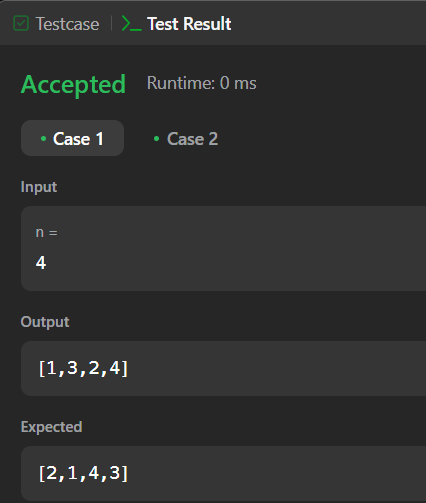 Testcase | >_ Test Result
Accepted Runtime: 0 ms
• Case 1 • Case 2
Input
n =
4
Output
[1,3,2,4]
Expected
[2,1,4,3]